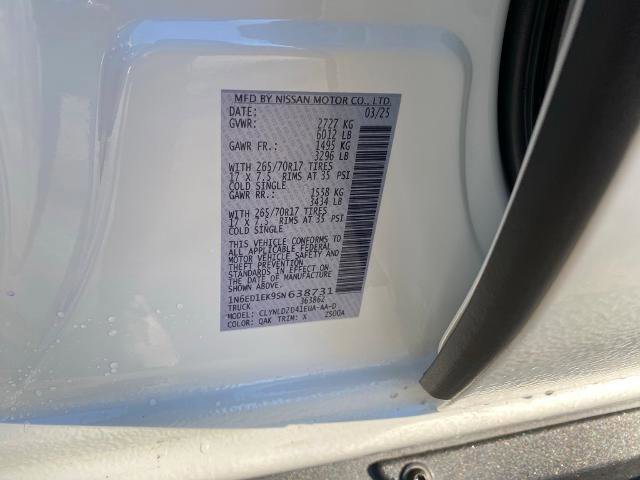 MFD BY NISSAN MOTOR CO., LTD.
DATE: 03/25
GVWR: 2727 KG
6012 LB
GAWR FR.: 1495 KG
3296 LB
WITH 265/70R17 TIRES
17 X 7.5 RIMS AT 35 PSI
COLD SINGLE
GAWR RR.: 1558 KG
3434 LB
WITH 265/70R17 TIRES
17 X 7.5 RIMS AT 35 PSI
COLD SINGLE
THIS VEHICLE CONFORMS TO
ALL APPLICABLE FEDERAL
MOTOR VEHICLE SAFETY AND
THEFT PREVENTION
STANDARDS IN EFFECT ON
THE DATE OF MANUFACTURE
SHOWN ABOVE.
1N6ED1EK9SN638731
TRUCK 363862
MODEL: CLYNLD7D41EUA-AA-D
COLOR: QAK TRIM: X 2500A